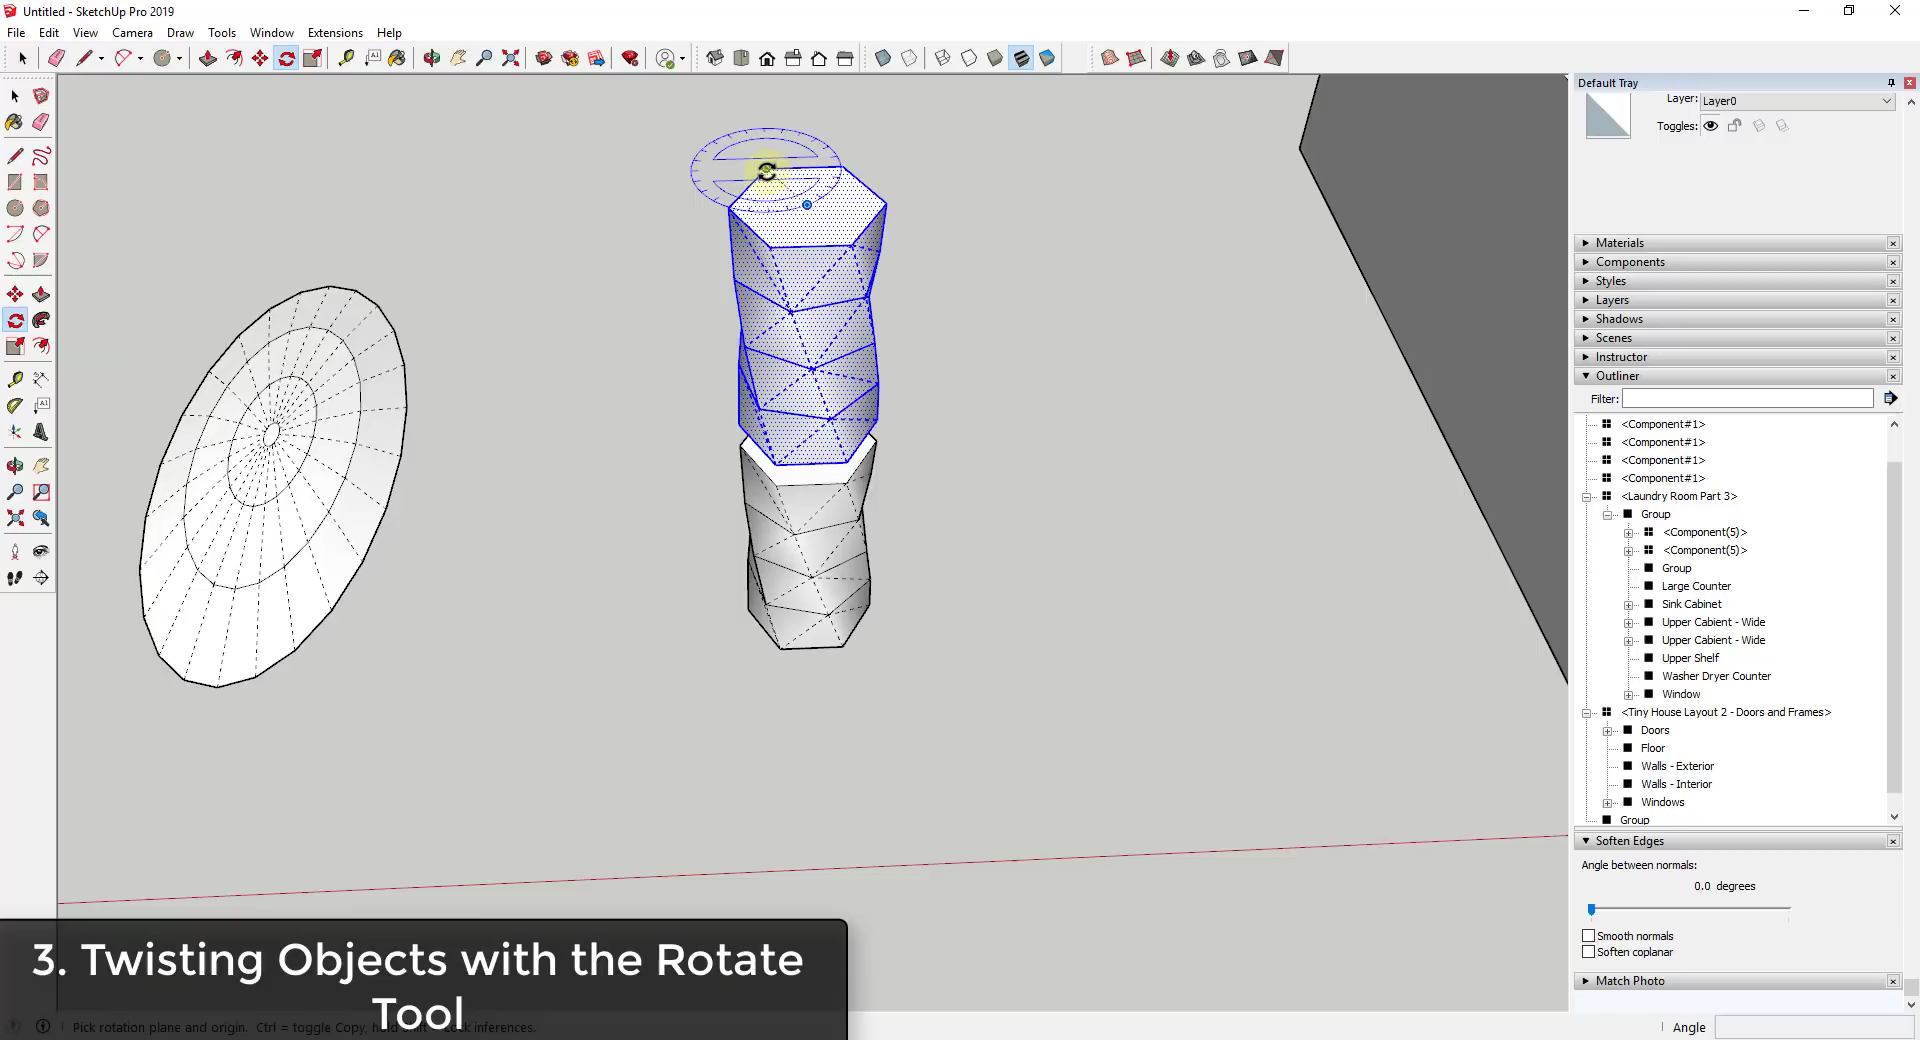 Untitled - SketchUp Pro 2019
File Edit View Camera Draw Tools Window Extensions Help
Default Tray
Layer: Layer0
Toggles:
Materials
Components
Styles
Layers
Shadows
Scenes
Instructor
Outliner
Filter:
<Component#1>
<Component#1>
<Component#1>
<Component#1>
<Laundry Room Part 3>
Group
<Component(5)>
<Component(5)>
Group
Large Counter
Sink Cabinet
Upper Cabient - Wide
Upper Cabient - Wide
Upper Shelf
Washer Dryer Counter
Window
<Tiny House Layout 2 - Doors and Frames>
Doors
Floor
Walls - Exterior
Walls - Interior
Windows
Group
Soften Edges
Angle between normals:
0.0 degrees
Smooth normals
Soften coplanar
Match Photo
3. Twisting Objects with the Rotate
Tool
Pick rotation plane and origin. Ctrl = toggle Copy, inferences.
Angle